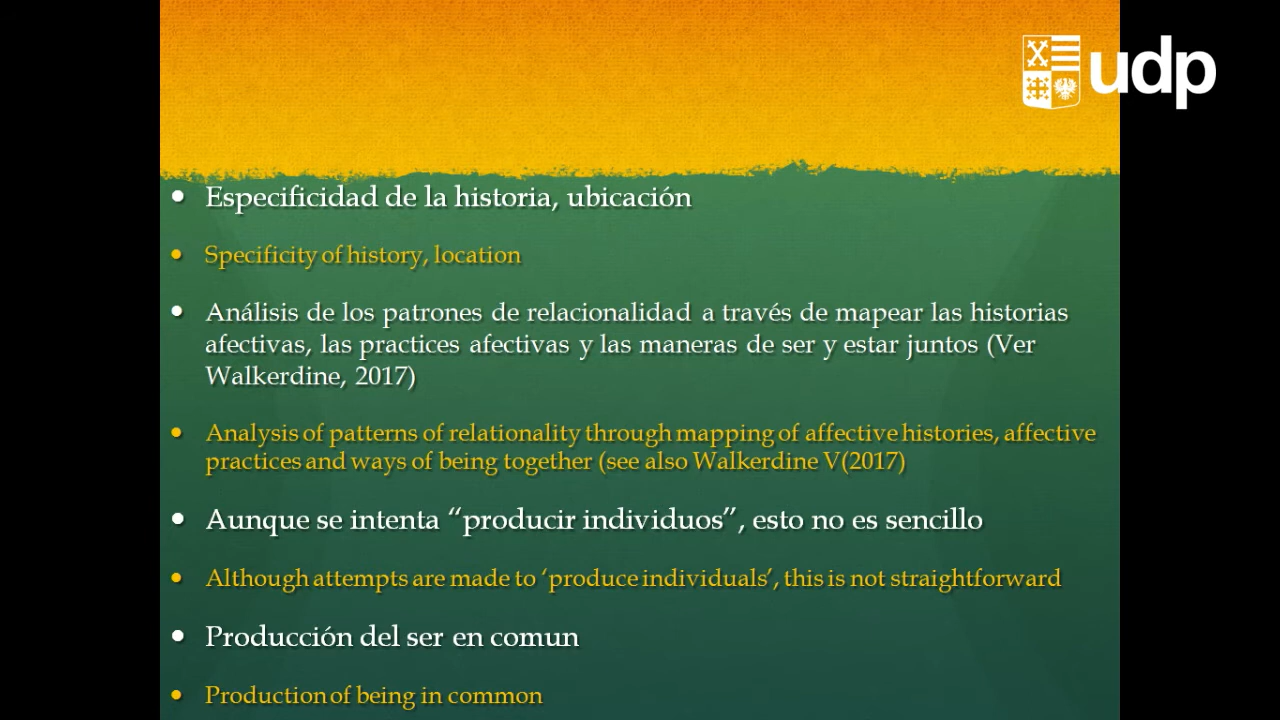 udp
• Especificidad de la historia, ubicación
• Specificity of history, location
• Análisis de los patrones de relacionalidad a través de mapear las historias
afectivas, las practices afectivas y las maneras de ser y estar juntos (Ver
Walkerdine, 2017)
• Analysis of patterns of relationality through mapping of affective histories, affective
practices and ways of being together (see also Walkerdine V(2017)
• Aunque se intenta “producir individuos”, esto no es sencillo
• Although attempts are made to ‘produce individuals’, this is not straightforward
• Producción del ser en comun
• Production of being in common